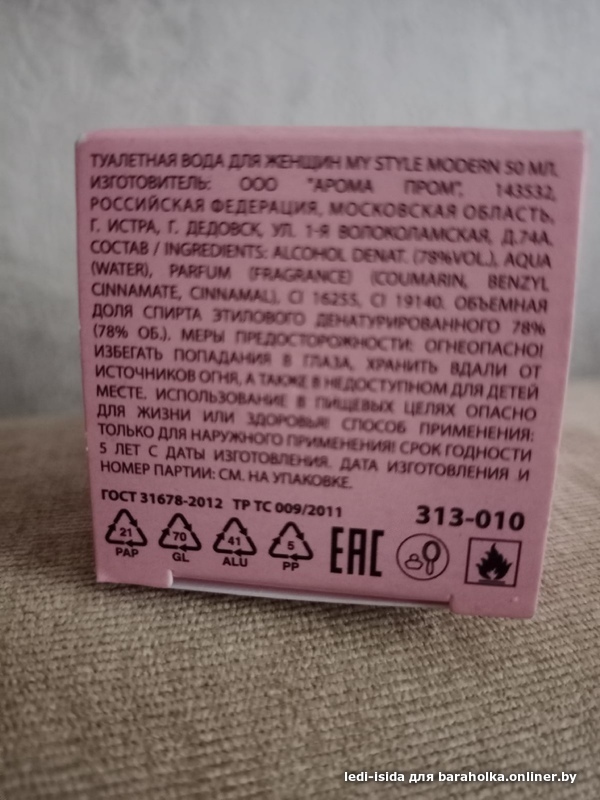 ТУАЛЕТНАЯ ВОДА ДЛЯ ЖЕНЩИН MY STYLE MODERN 50 МЛ.
ИЗГОТОВИТЕЛЬ: ООО "АРОМА ПРОМ", 143532,
РОССИЙСКАЯ ФЕДЕРАЦИЯ, МОСКОВСКАЯ ОБЛАСТЬ,
Г. ИСТРА, Г. ДЕДОВСК, УЛ. 1-Я ВОЛОКОЛАМСКАЯ, Д.74А.
СОСТАВ / INGREDIENTS: ALCOHOL DENAT. (78%VOL.), AQUA
(WATER), PARFUM (FRAGRANCE) (COUMARIN, BENZYL
CINNAMATE, CINNAMAL), CI 16255, CI 19140. ОБЪЕМНАЯ
ДОЛЯ СПИРТА ЭТИЛОВОГО ДЕНАТУРИРОВАННОГО 78%
(78% ОБ.). МЕРЫ ПРЕДОСТОРОЖНОСТИ: ОГНЕОПАСНО!
ИЗБЕГАТЬ ПОПАДАНИЯ В ГЛАЗА, ХРАНИТЬ ВДАЛИ ОТ
ИСТОЧНИКОВ ОГНЯ, А ТАКЖЕ В НЕДОСТУПНОМ ДЛЯ ДЕТЕЙ
МЕСТЕ. ИСПОЛЬЗОВАНИЕ В ПИЩЕВЫХ ЦЕЛЯХ ОПАСНО
ДЛЯ ЖИЗНИ ИЛИ ЗДОРОВЬЯ! СПОСОБ ПРИМЕНЕНИЯ:
ТОЛЬКО ДЛЯ НАРУЖНОГО ПРИМЕНЕНИЯ! СРОК ГОДНОСТИ
5 ЛЕТ С ДАТЫ ИЗГОТОВЛЕНИЯ. ДАТА ИЗГОТОВЛЕНИЯ И
НОМЕР ПАРТИИ: СМ. НА УПАКОВКЕ.
ГОСТ 31678-2012 ТР ТС 009/2011
313-010
21 70 41 5
PAP GL ALU PP
EAC
ledi-isida для baraholka.onliner.by